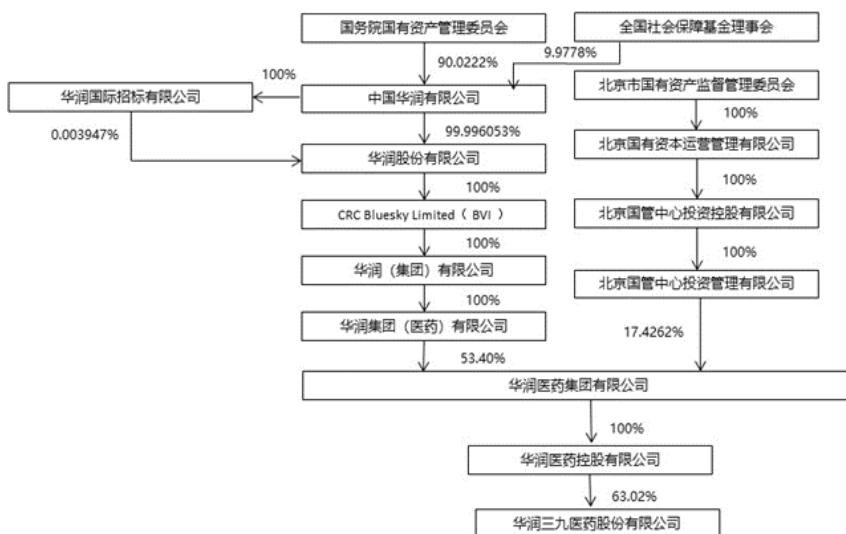 国务院国有资产管理委员会
全国社会保障基金理事会
90.0222%
9.9778%
100%
华润国际招标有限公司
中国华润有限公司
北京市国有资产监督管理委员会
0.003947%
99.996053%
100%
华润股份有限公司
北京国有资本运营管理有限公司
100%
100%
CRC Bluesky Limited（ BVI ）
北京国管中心投资控股有限公司
100%
100%
华润（集团）有限公司
北京国管中心投资管理有限公司
100%
华润集团（医药）有限公司
17.4262%
53.40%
华润医药集团有限公司
100%
华润医药控股有限公司
63.02%
华润三九医药股份有限公司